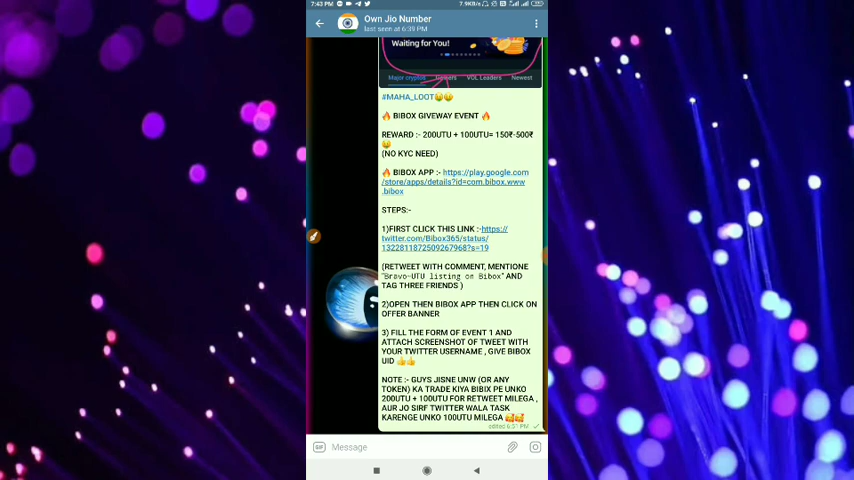 7:43 PM
7.9KB/s
Own Jio Number
last seen at 6:39 PM
Waiting for You!
Major cryptos Gainers VOL Leaders Newest
#MAHA_LOOT
BIBOX GIVEWAY EVENT
REWARD :- 200UTU + 100UTU= 150₹-500₹
(NO KYC NEED)
BIBOX APP :- https://play.google.com
/store/apps/details?id=com.bibox.www
.bibox
STEPS:-
1)FIRST CLICK THIS LINK :-https://
twitter.com/Bibox365/status/
1322811872509267968?s=19
(RETWEET WITH COMMENT, MENTIONE
"Bravo-UTU listing on Bibox" AND
TAG THREE FRIENDS )
2)OPEN THEN BIBOX APP THEN CLICK ON
OFFER BANNER
3) FILL THE FORM OF EVENT 1 AND
ATTACH SCREENSHOT OF TWEET WITH
YOUR TWITTER USERNAME , GIVE BIBOX
UID
NOTE :- GUYS JISNE UNW (OR ANY
TOKEN) KA TRADE KIYA BIBIX PE UNKO
200UTU + 100UTU FOR RETWEET MILEGA ,
AUR JO SIRF TWITTER WALA TASK
KARENGE UNKO 100UTU MILEGA
edited 6:31 PM
GIF Message